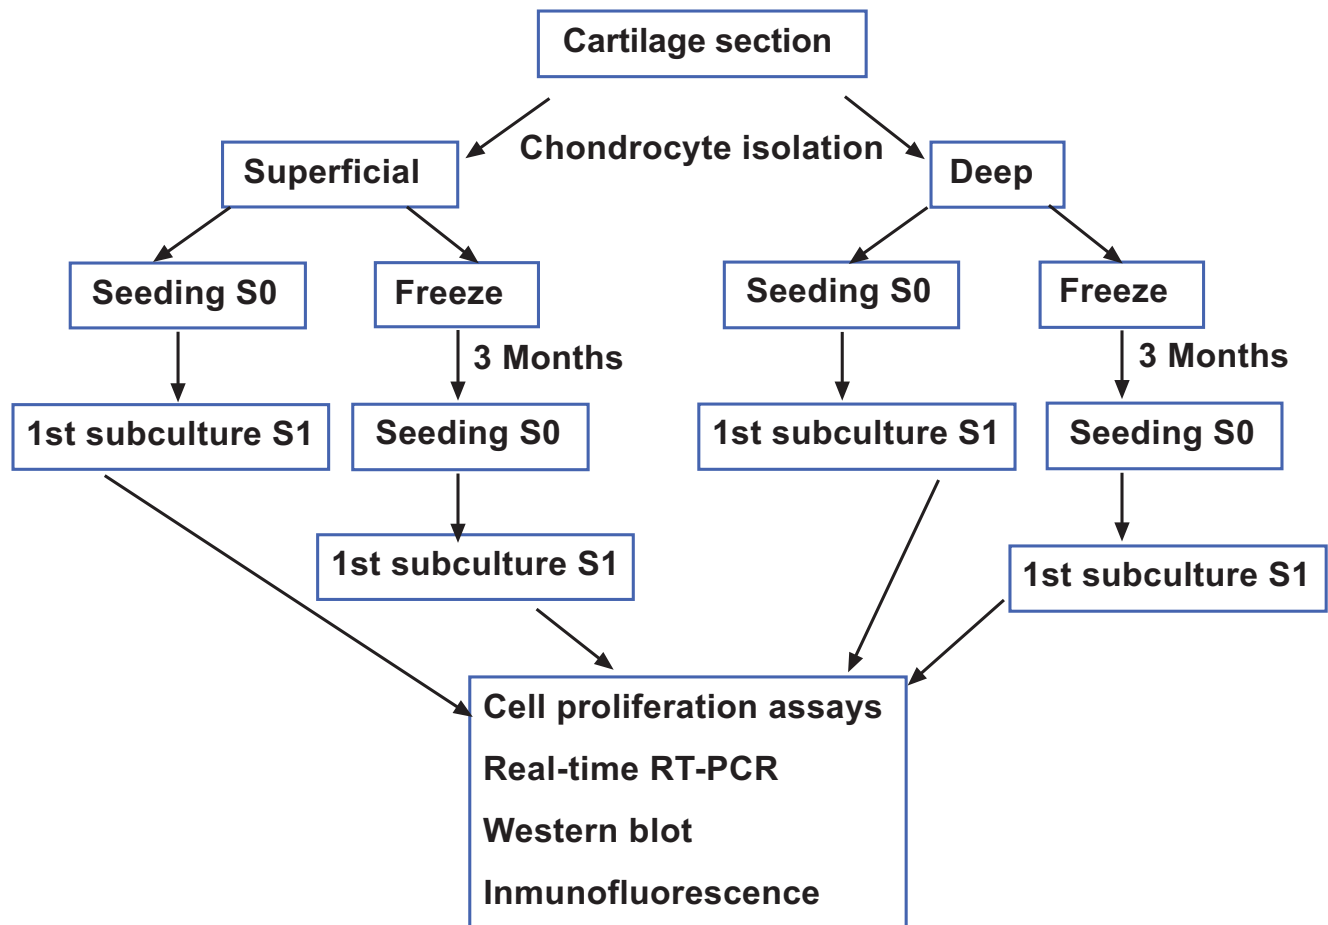 Cartilage section
Chondrocyte isolation
Superficial
Deep
Seeding S0
Freeze
Seeding S0
Freeze
3 Months
3 Months
1st subculture S1
Seeding S0
1st subculture S1
Seeding S0
1st subculture S1
1st subculture S1
Cell proliferation assays
Real-time RT-PCR
Western blot
Inmunofluorescence